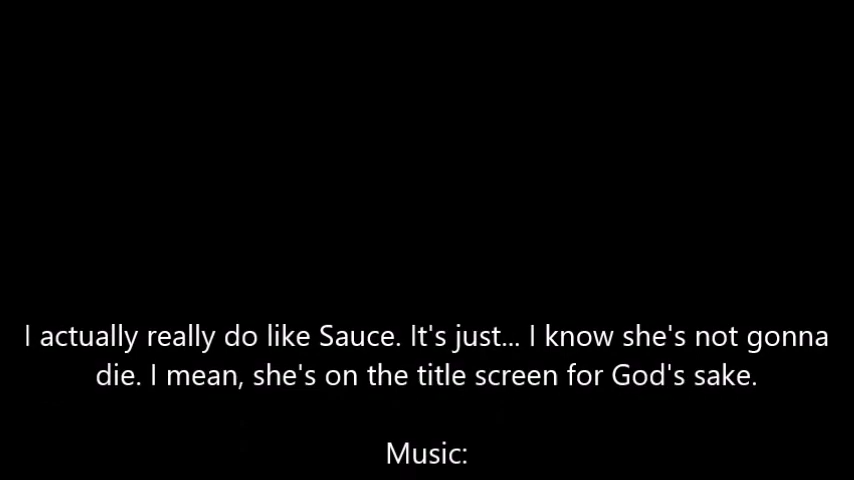 I actually really do like Sauce. It's just... I know she's not gonna
die. I mean, she's on the title screen for God's sake.
Music: